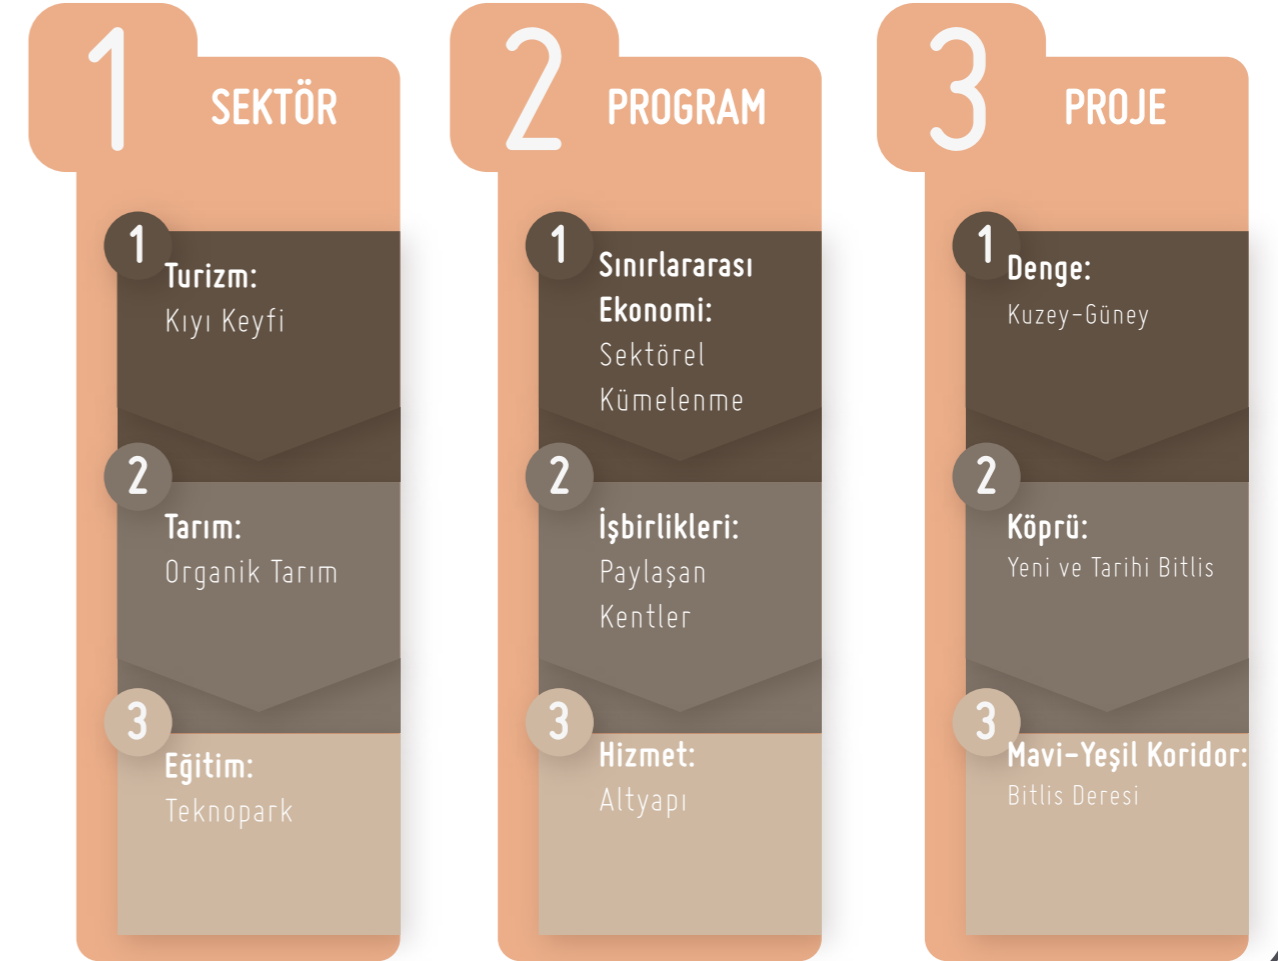 1
SEKTÖR
1
Turizm:
Kıyı Keyfi
2
Tarım:
Organik Tarım
3
Eğitim:
Teknopark
2
PROGRAM
1
Sınırlararası
Ekonomi:
Sektörel
Kümelenme
2
İşbirlikleri:
Paylaşan
Kentler
3
Hizmet:
Altyapı
3
PROJE
1
Denge:
Kuzey-Güney
2
Köprü:
Yeni ve Tarihi Bitlis
3
Mavi-Yeşil Koridor:
Bitlis Deresi